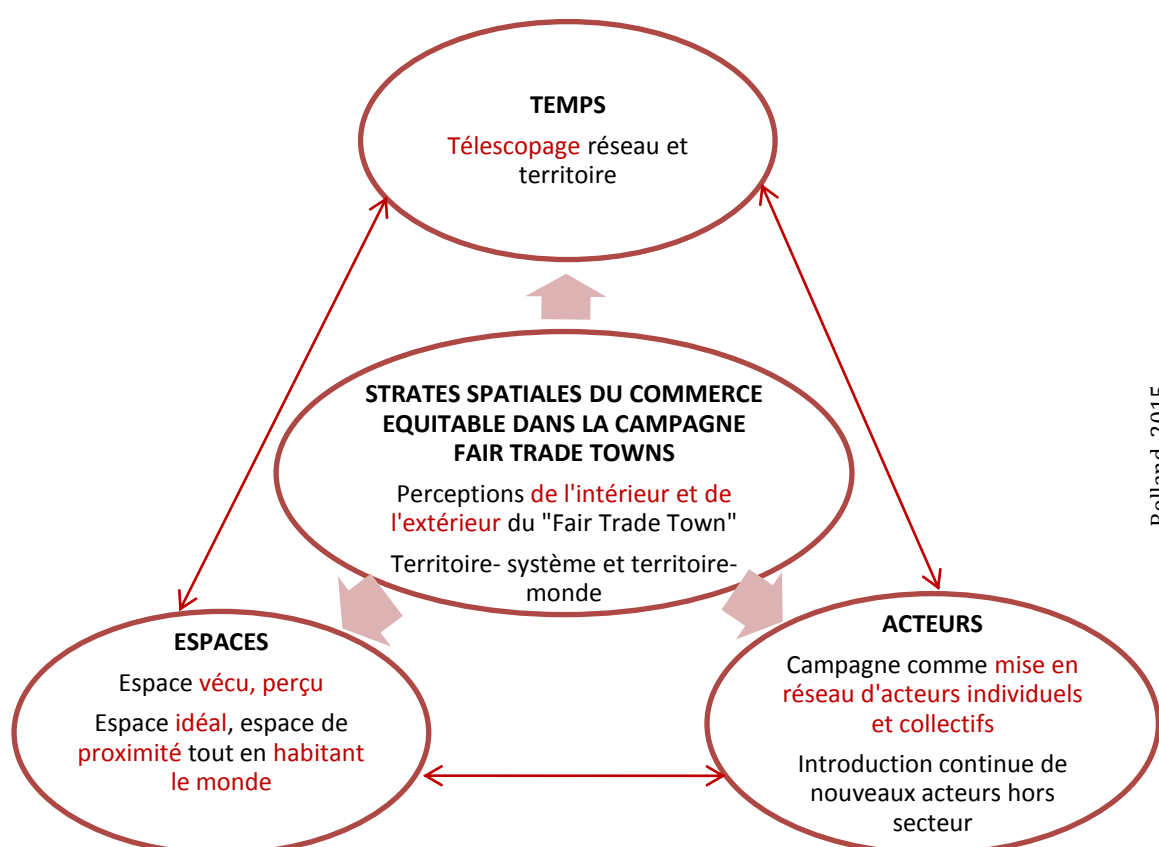 TEMPS
Télescopage réseau et
territoire
STRATES SPATIALES DU COMMERCE
EQUITABLE DANS LA CAMPAGNE
FAIR TRADE TOWNS
Perceptions de l'intérieur et de
l'extérieur du "Fair Trade Town"
Territoire- système et territoire-
monde
ESPACES
Espace vécu, perçu
Espace idéal, espace de
proximité tout en habitant
le monde
ACTEURS
Campagne comme mise en
réseau d'acteurs individuels
et collectifs
Introduction continue de
nouveaux acteurs hors
secteur
2015